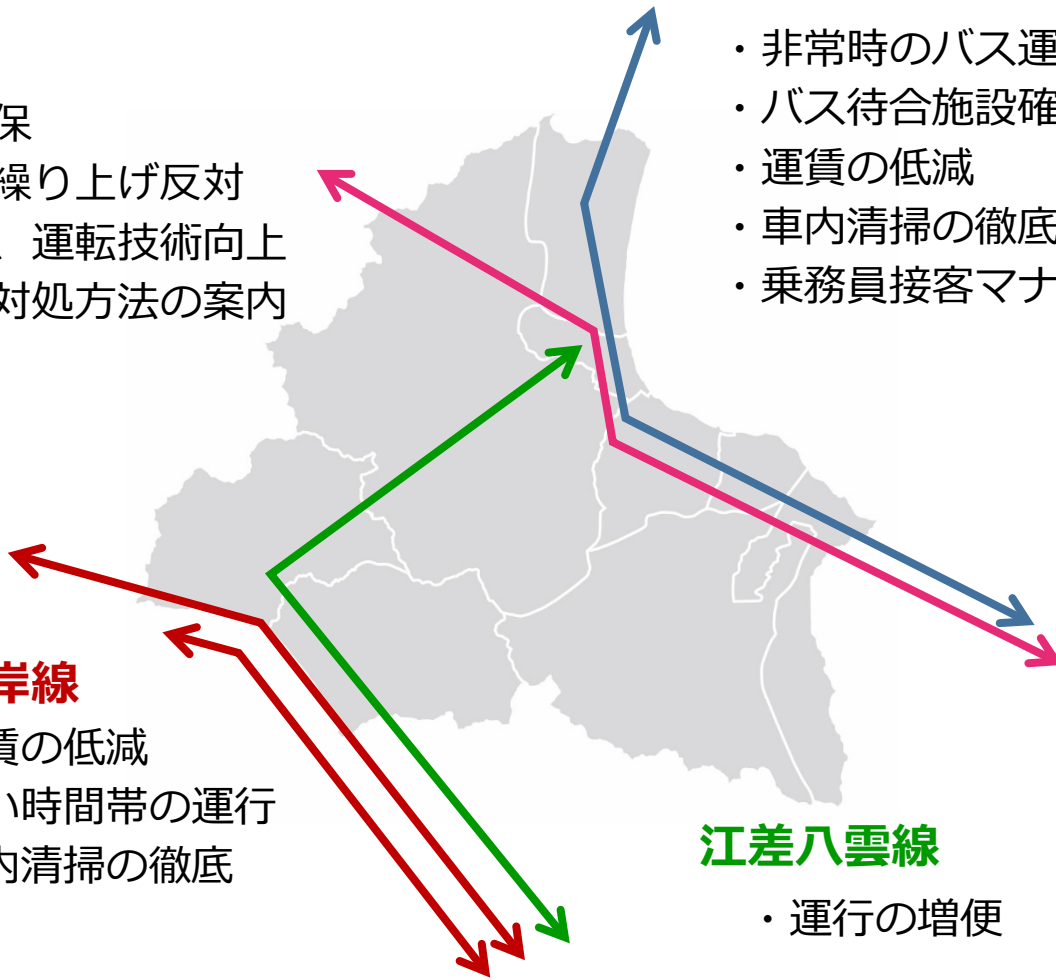 保
繰り上げ反対
、運転技術向上
対処方法の案内
・非常時のバス運
・バス待合施設確
・運賃の低減
・車内清掃の徹底
・乗務員接客マナ
岸線
賃の低減
い時間帯の運行
内清掃の徹底
江差八雲線
・運行の増便